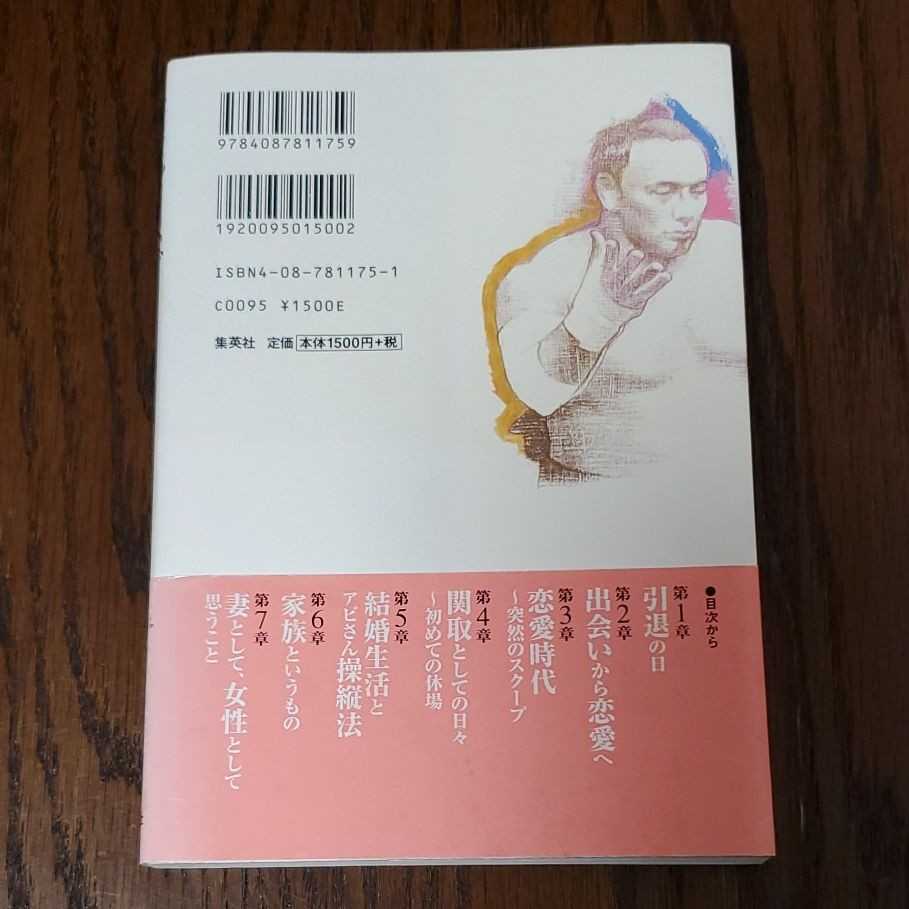 9784087811759
1920095015002
ISBN4-08-781175-1
C0095 ¥1500E
集英社 定価 本体1500円+税
●目次から
第1章
引退の日
第2章
出会いから恋愛へ
第3章
恋愛時代
~突然のスクープ
第4章
関取としての日々
~初めての休場
第5章
結婚生活と
アビさん操縦法
第6章
家族というもの
第7章
妻として、女性として
思うこと